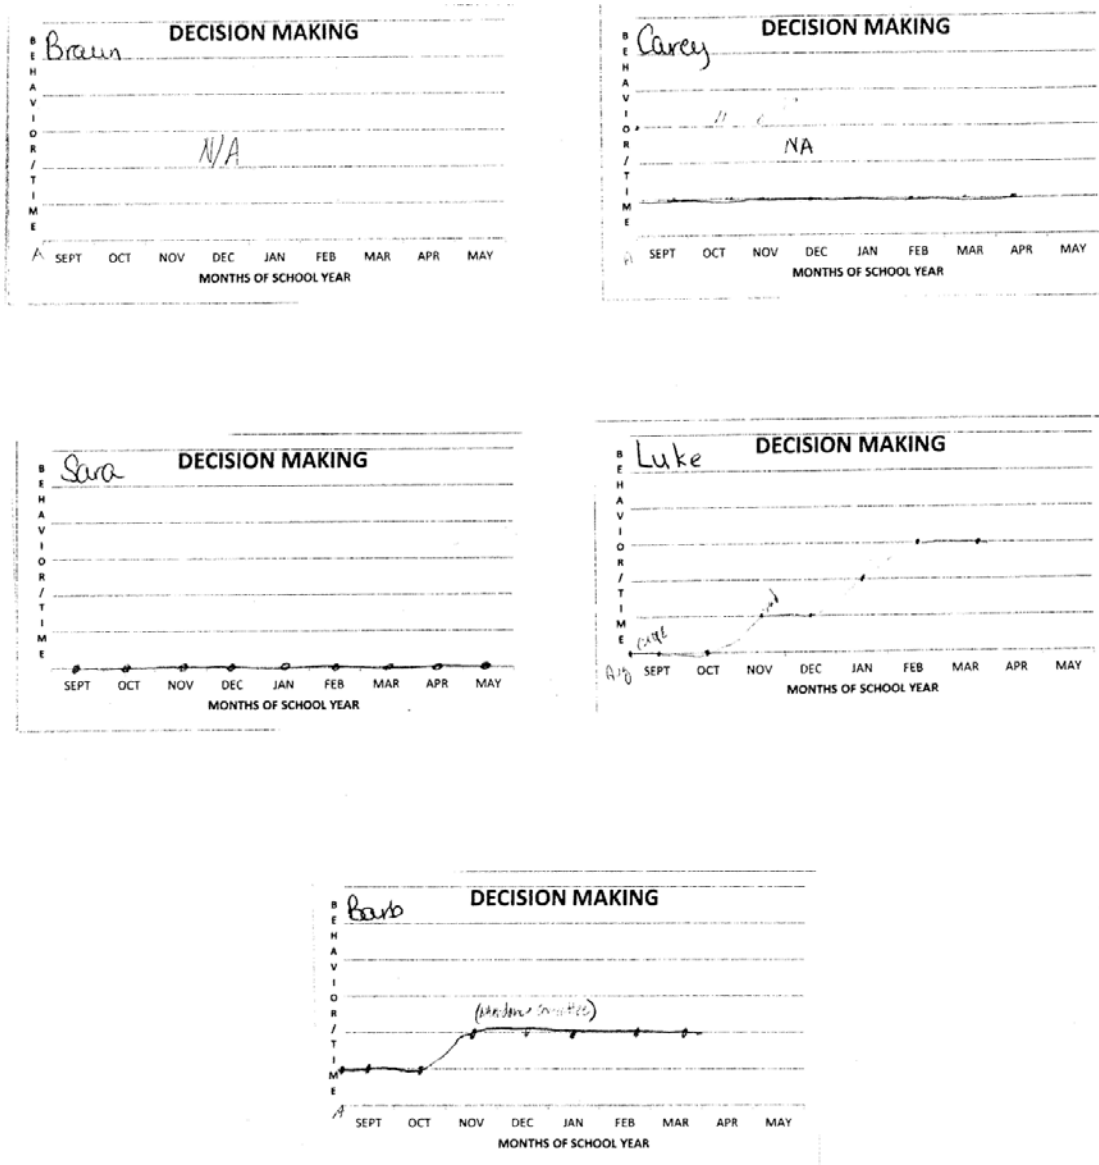 Braun
DECISION MAKING
BEHAVIOR/TIME
N/A
A SEPT OCT NOV DEC JAN FEB MAR APR MAY
MONTHS OF SCHOOL YEAR
Carey
DECISION MAKING
BEHAVIOR/TIME
NA
A SEPT OCT NOV DEC JAN FEB MAR APR MAY
MONTHS OF SCHOOL YEAR
Sara
DECISION MAKING
BEHAVIOR/TIME
SEPT OCT NOV DEC JAN FEB MAR APR MAY
MONTHS OF SCHOOL YEAR
Luke
DECISION MAKING
BEHAVIOR/TIME
Aug SEPT OCT NOV DEC JAN FEB MAR APR MAY
MONTHS OF SCHOOL YEAR
Barb
DECISION MAKING
BEHAVIOR/TIME
A SEPT OCT NOV DEC JAN FEB MAR APR MAY
MONTHS OF SCHOOL YEAR